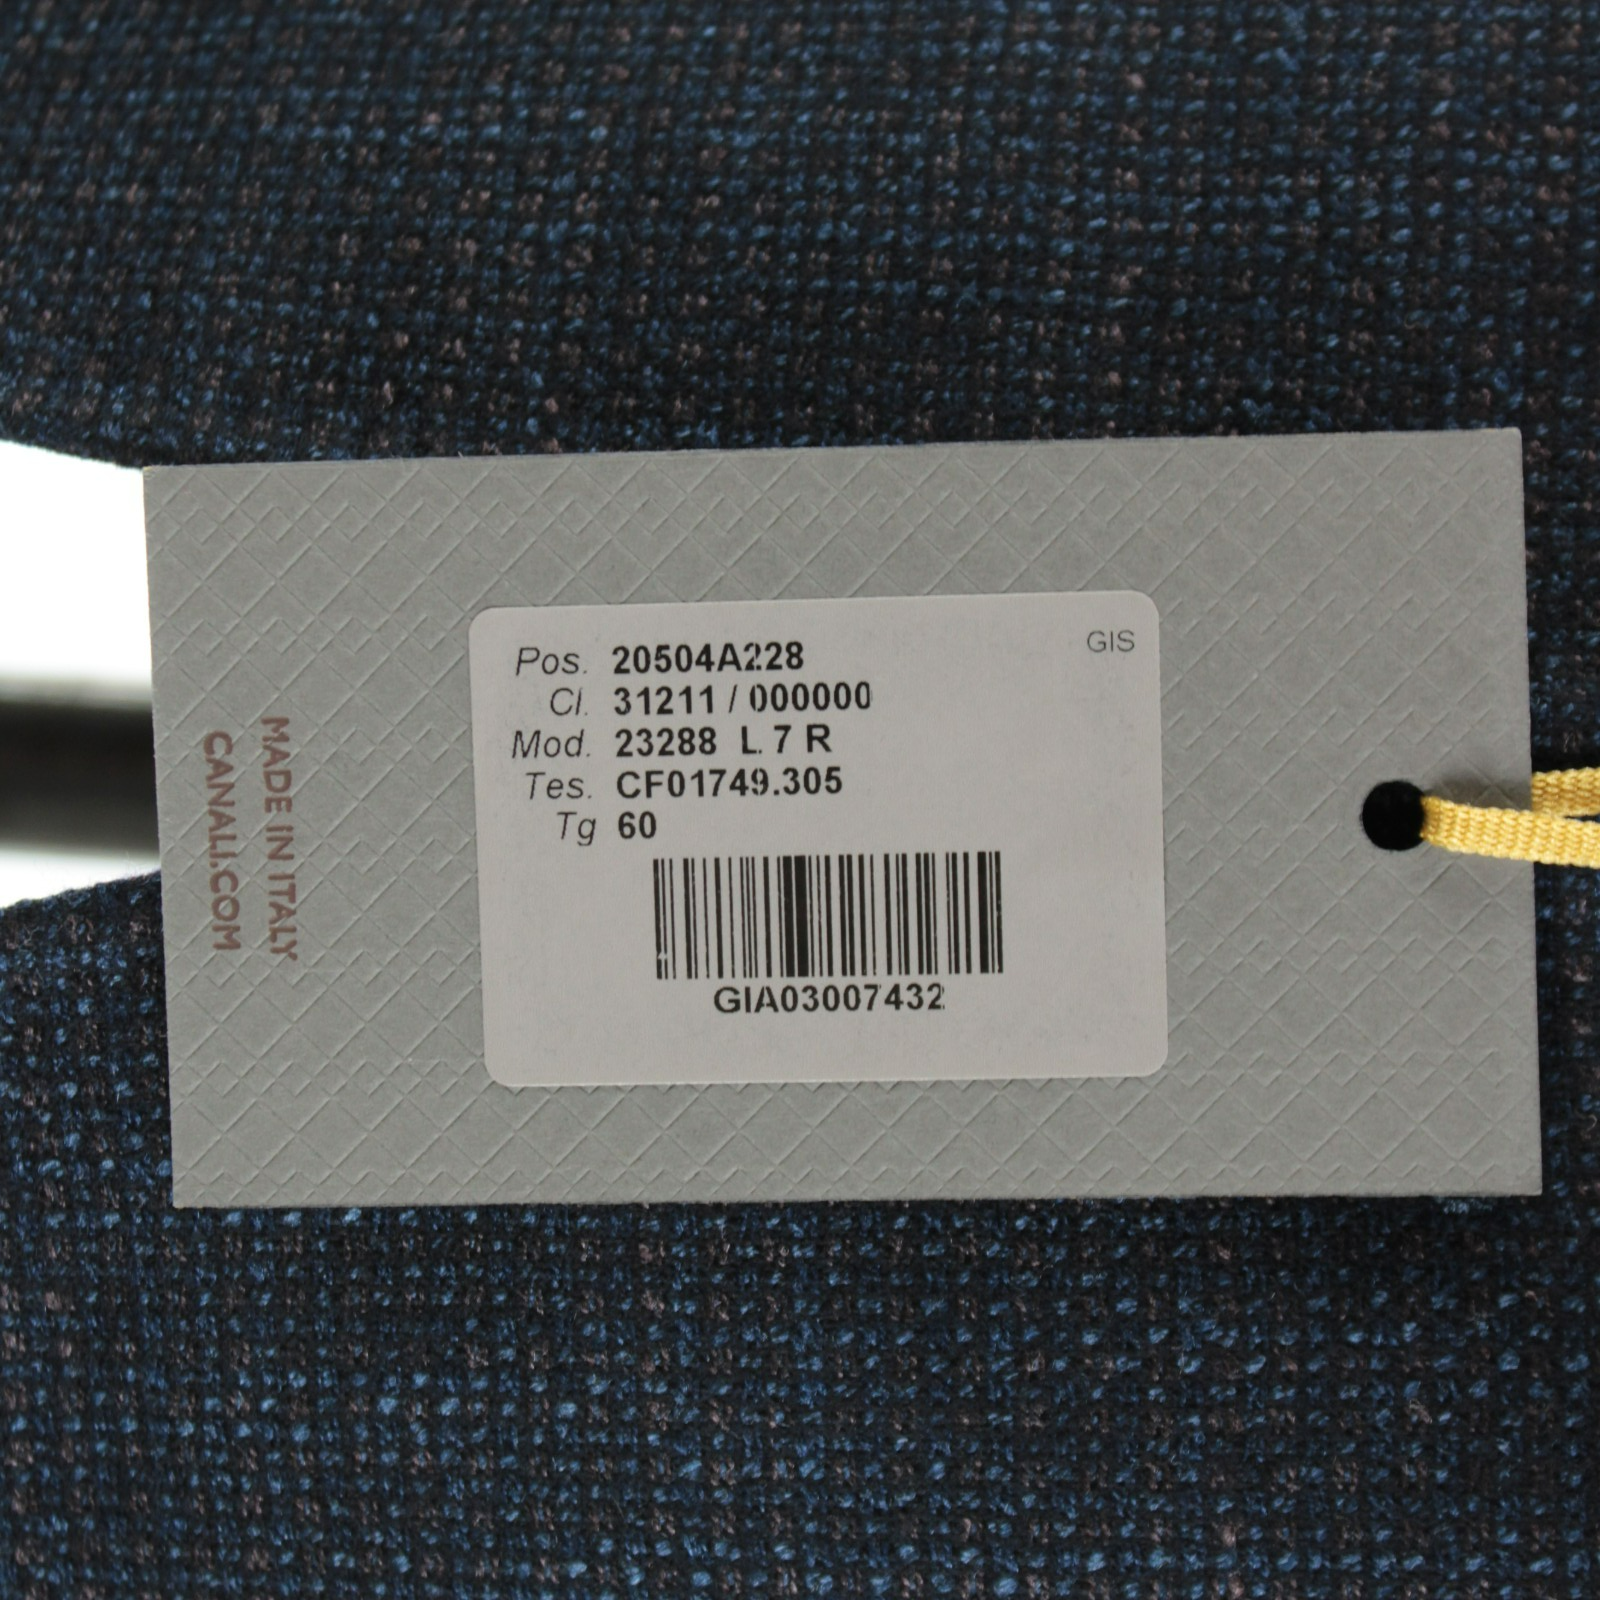 GIS
Pos. 20504A228
Cl. 31211 / 000000
Mod. 23288 L.7 R
Tes. CF01749.305
Tg 60
GIA03007432
MADE IN ITALY
CANALI.COM